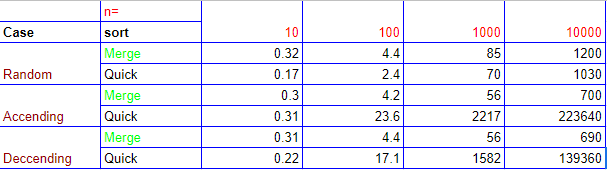 n=
Case sort 10 100 1000 10000
Merge 0.32 4.4 85 1200
Random Quick 0.17 2.4 70 1030
Merge 0.3 4.2 56 700
Accending Quick 0.31 23.6 2217 223640
Merge 0.31 4.4 56 690
Deccending Quick 0.22 17.1 1582 139360